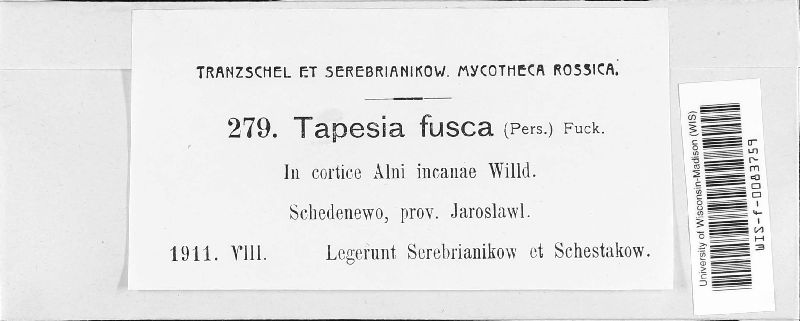 TRANZSCHEL ET SEREBRIANIKOW. MYCOTHECA ROSSICA.
279. Tapesia fusca (Pers.) Fuck.
In cortice Alni incanae Willd.
Schedenewo, prov. Jaroslawl.
1911. VIII. Legerunt Serebrianikow et Schestakow.
University of Wisconsin-Madison (WIS)
WIS-f-0083759